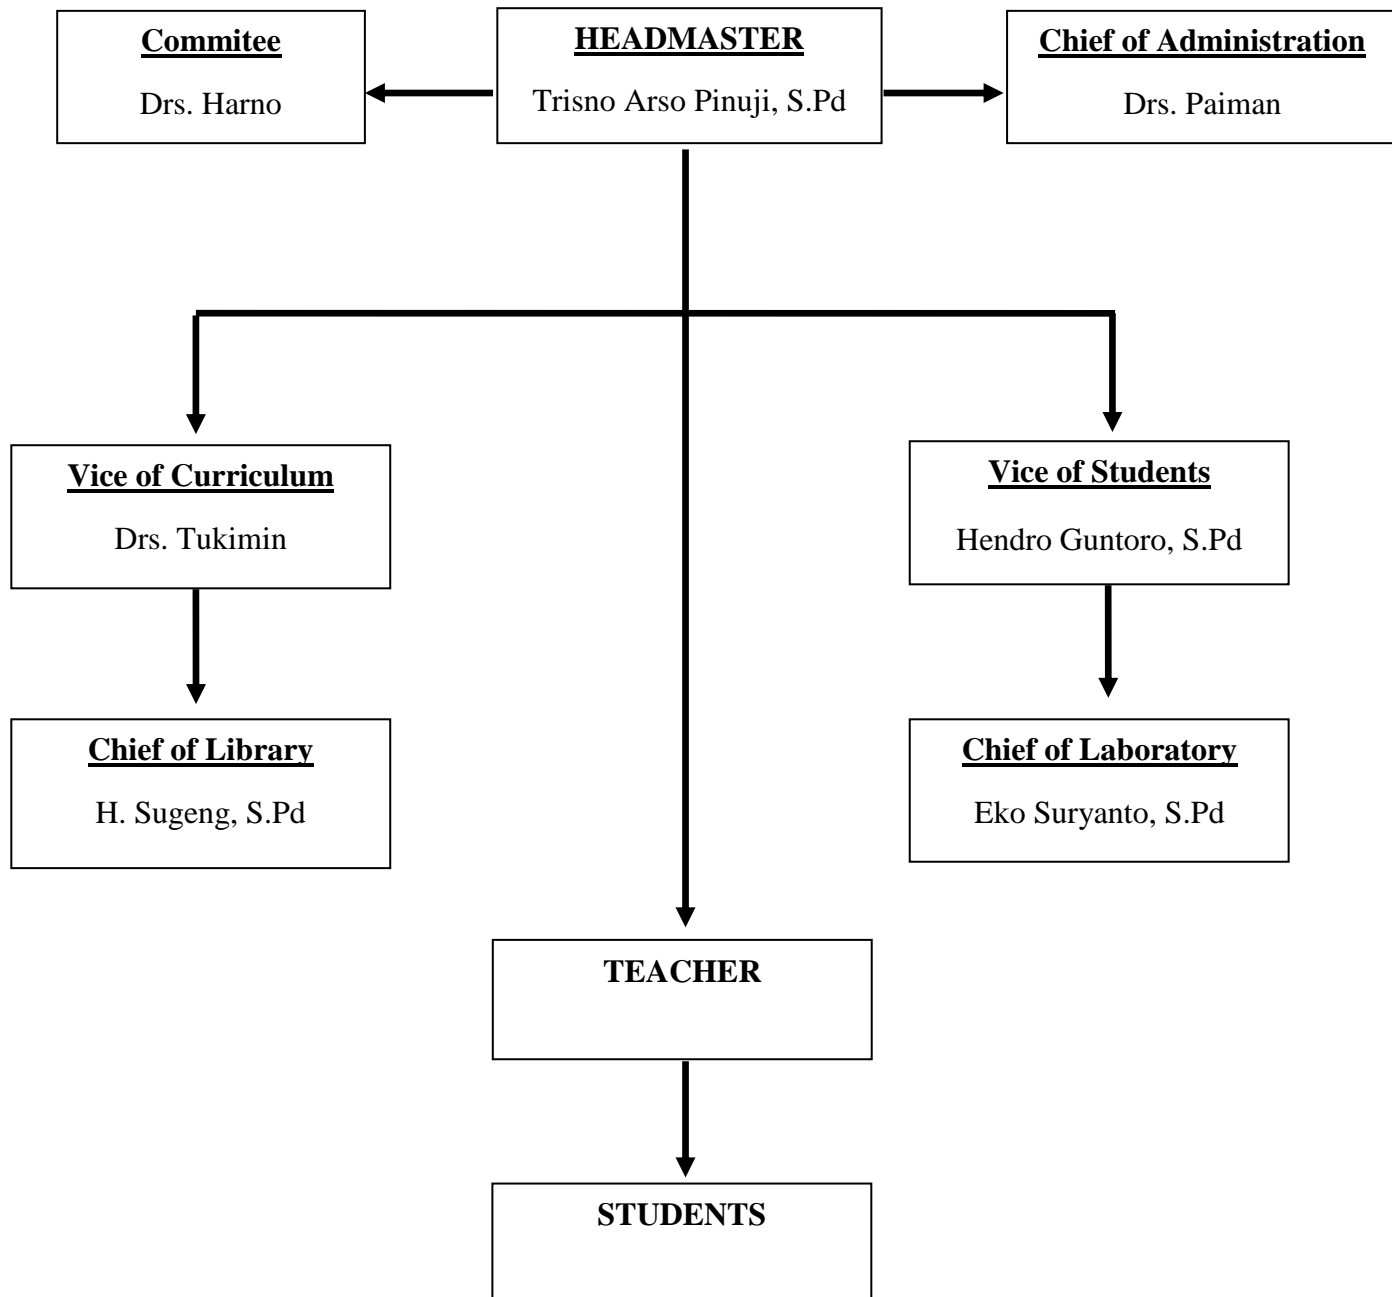 Commitee
Drs. Harno
HEADMASTER
Trisno Arso Pinuji, S.Pd
Chief of Administration
Drs. Paiman
Vice of Curriculum
Drs. Tukimin
Vice of Students
Hendro Guntoro, S.Pd
Chief of Library
H. Sugeng, S.Pd
Chief of Laboratory
Eko Suryanto, S.Pd
TEACHER
STUDENTS